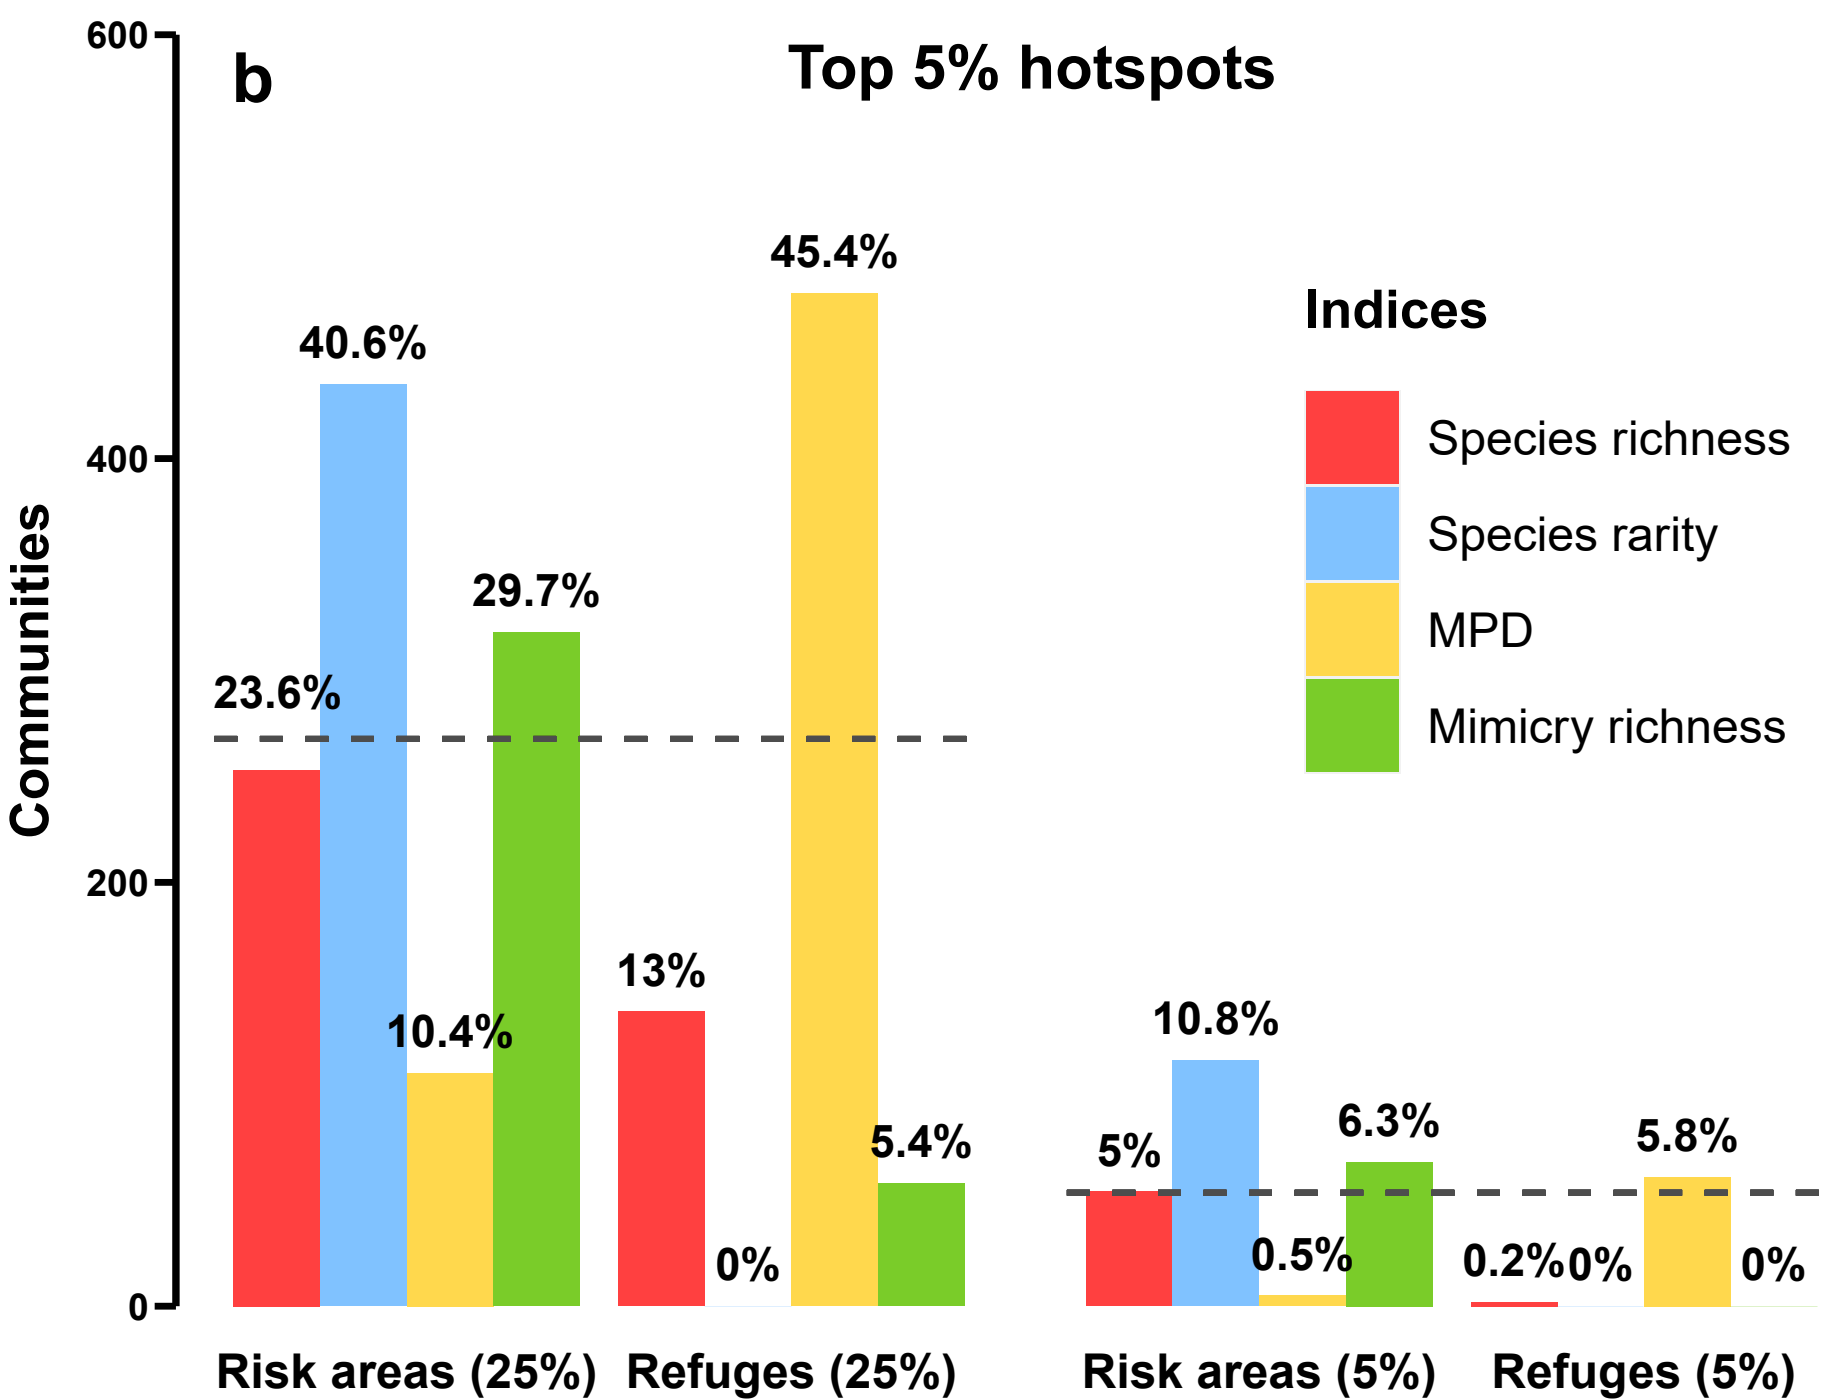 b
Top 5% hotspots
600
400
200
0
Communities
23.6%
40.6%
10.4%
29.7%
13%
0%
45.4%
5.4%
5%
10.8%
0.5%
6.3%
0.2%
0%
5.8%
0%
Indices
Species richness
Species rarity
MPD
Mimicry richness
Risk areas (25%)
Refuges (25%)
Risk areas (5%)
Refuges (5%)